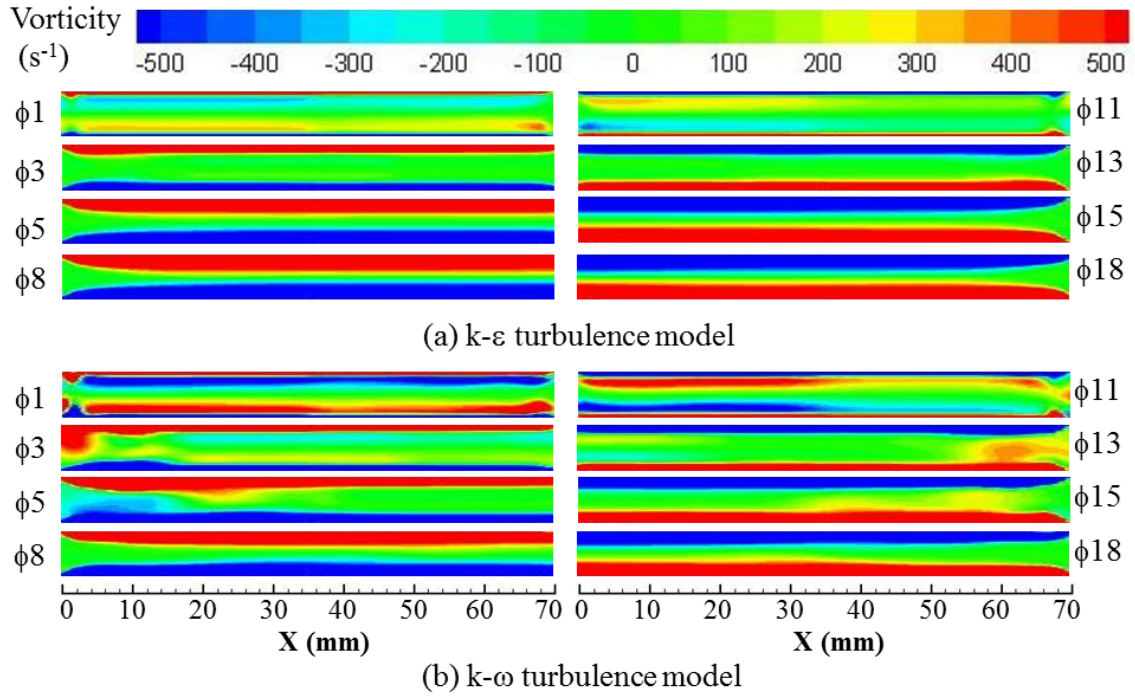 Vorticity
(s⁻¹)
-500 -400 -300 -200 -100 0 100 200 300 400 500
ϕ1 ϕ11
ϕ3 ϕ13
ϕ5 ϕ15
ϕ8 ϕ18
(a) k-ε turbulence model
ϕ1 ϕ11
ϕ3 ϕ13
ϕ5 ϕ15
ϕ8 ϕ18
0 10 20 30 40 50 60 70 0 10 20 30 40 50 60 70
X (mm) X (mm)
(b) k-ω turbulence model